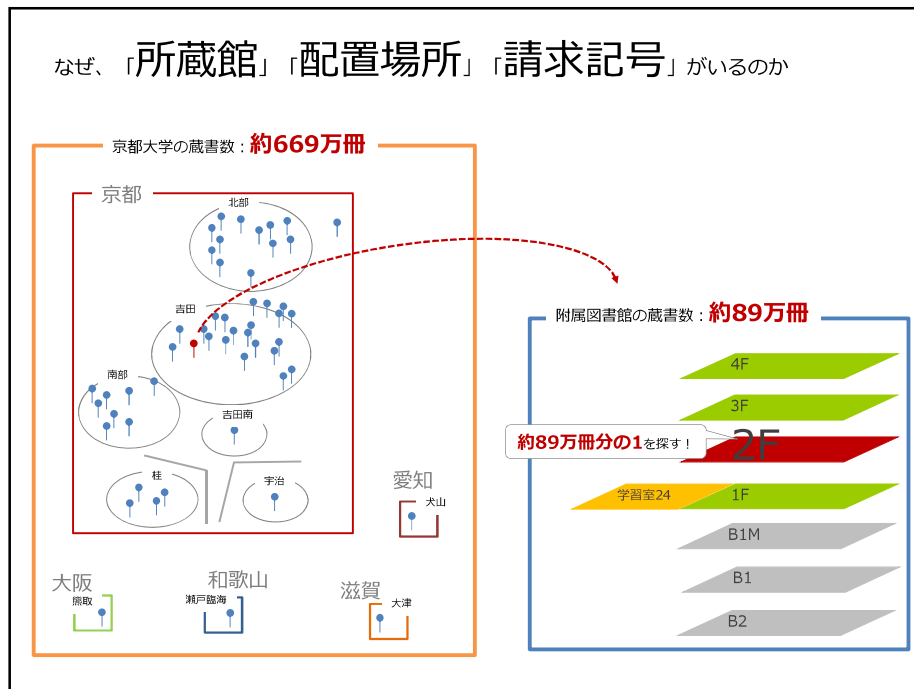 なぜ、「所蔵館」「配置場所」「請求記号」がいるのか
京都大学の蔵書数：約669万冊
京都
北部
吉田
南部
吉田南
桂
宇治
愛知
犬山
大阪
熊取
和歌山
瀬戸臨海
滋賀
大津
附属図書館の蔵書数：約89万冊
4F
3F
2F
約89万冊分の1を探す！
学習室24
1F
B1M
B1
B2